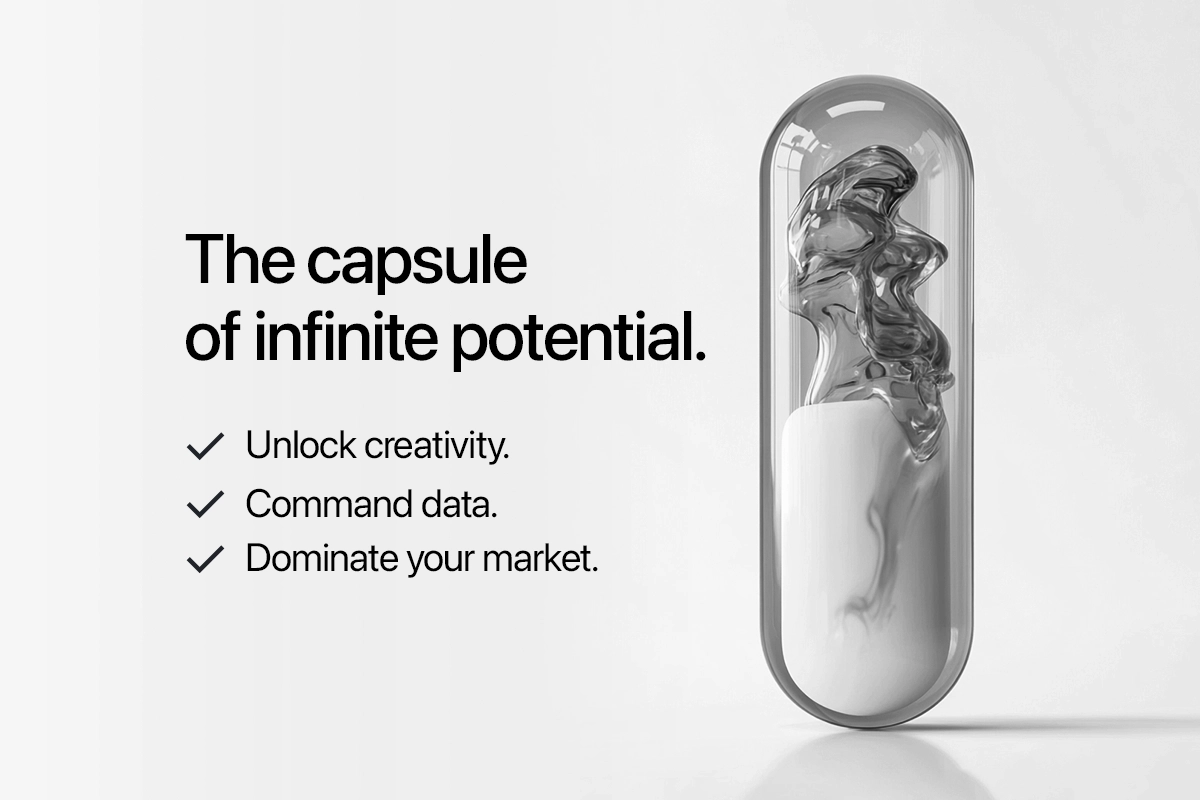 The capsule
of infinite potential.
Unlock creativity.
Command data.
Dominate your market.